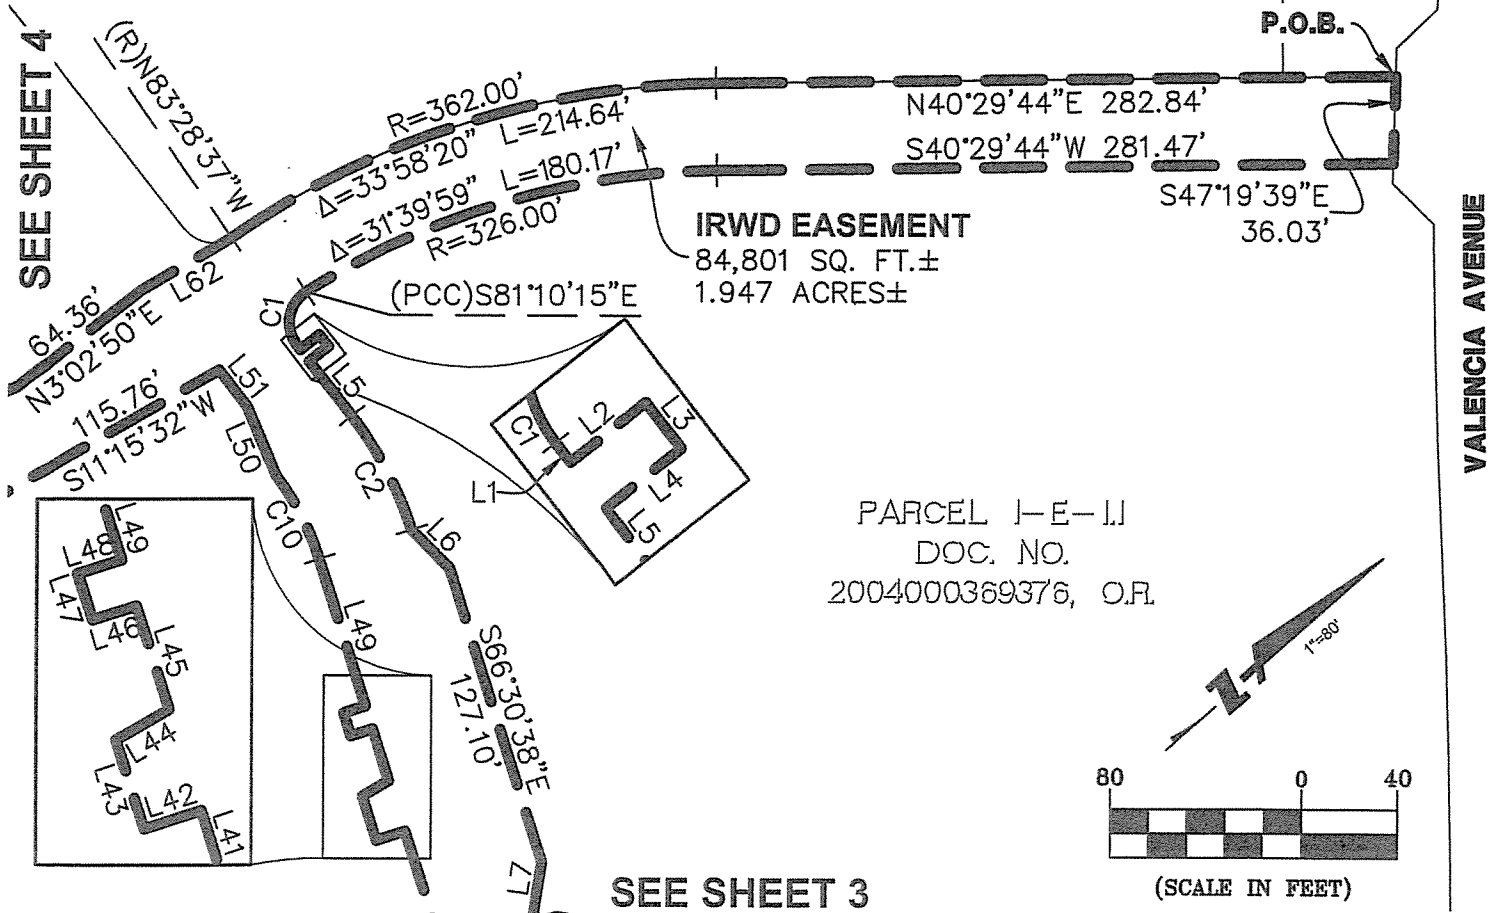 SEE SHEET 4
(R)N83°28'37"W
P.O.B.
R=362.00'
L=214.64'
Δ=33°58'20"
N40°29'44"E 282.84'
S40°29'44"W 281.47'
L=180.17'
Δ=31°39'59"
R=326.00'
S47°19'39"E
36.03'
IRWD EASEMENT
84,801 SQ. FT.±
1.947 ACRES±
VALENCIA AVENUE
L62
64.36'
N3°02'50"E
C1
(PCC)S81°10'15"E
L5
L51
115.76'
S11°15'32"W
L50
C1
L2
L3
L1
L4
L5
C2
C10
L6
PARCEL I-E-1.1
DOC. NO.
2004000369376, O.R.
L49
L48
L47
L46
L45
L44
L43
L42
L41
L49
S66°30'38"E
127.10'
L7
1"=80'
80 0 40
(SCALE IN FEET)
SEE SHEET 3